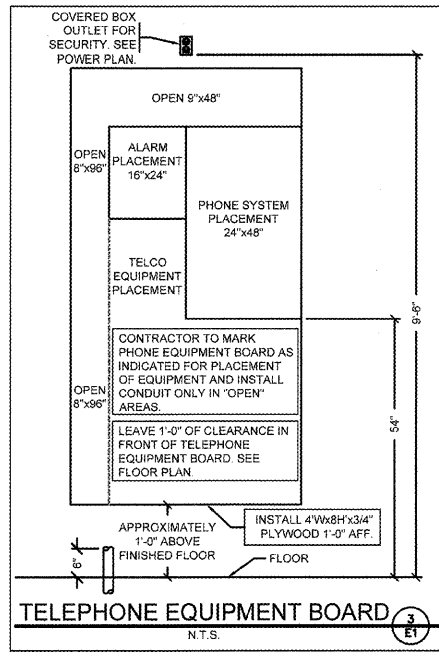 COVERED BOX
OUTLET FOR
SECURITY. SEE
POWER PLAN.
OPEN 9"x48"
OPEN
8"x96"
ALARM
PLACEMENT
16"x24"
PHONE SYSTEM
PLACEMENT
24"x48"
TELCO
EQUIPMENT
PLACEMENT
9'-6"
CONTRACTOR TO MARK
PHONE EQUIPMENT BOARD AS
INDICATED FOR PLACEMENT
OF EQUIPMENT AND INSTALL
CONDUIT ONLY IN "OPEN"
AREAS.
OPEN
8"x96"
54"
LEAVE 1'-0" OF CLEARANCE IN
FRONT OF TELEPHONE
EQUIPMENT BOARD. SEE
FLOOR PLAN.
APPROXIMATELY
1'-0" ABOVE
FINISHED FLOOR
INSTALL 4'Wx8H'x3/4"
PLYWOOD 1'-0" AFF.
6"
FLOOR
TELEPHONE EQUIPMENT BOARD
3
E1
N.T.S.